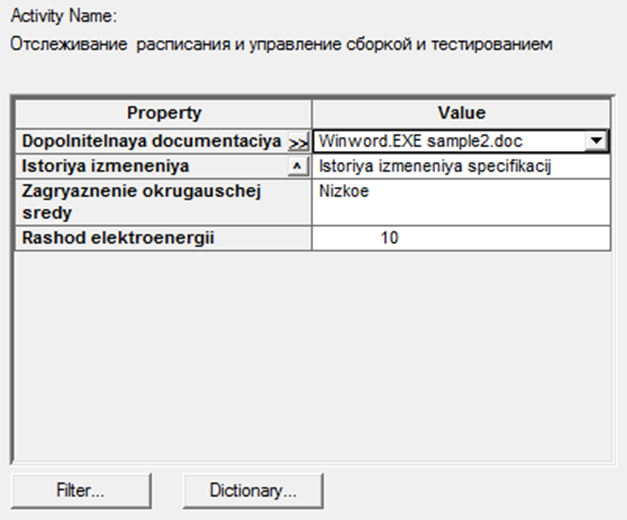 Activity Name:
Отслеживание расписания и управление сборкой и тестированием
Property Value
Dopolnitelnaya documentaciya >> Winword.EXE sample2.doc
Istoriya izmeneniya ^ Istoriya izmeneniya specifikacij
Zagryaznenie okrugauschej Nizkoe
sredy
Rashod elektroenergii 10
Filter... Dictionary...